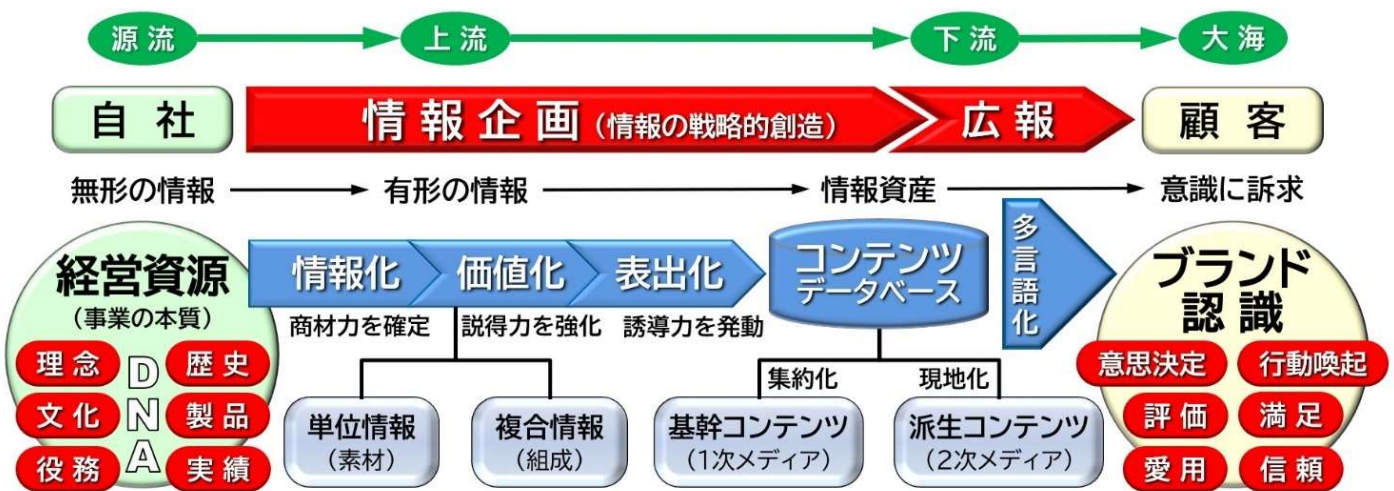 源流
上流
下流
大海
自社
情報企画（情報の戦略的創造）
広報
顧客
無形の情報
有形の情報
情報資産
意識に訴求
経営資源
（事業の本質）
理念
歴史
文化
製品
役務
実績
DNA
情報化
価値化
表出化
商材力を確定
説得力を強化
誘導力を発動
コンテンツ
データベース
多言語化
集約化
現地化
単位情報
（素材）
複合情報
（組成）
基幹コンテンツ
（1次メディア）
派生コンテンツ
（2次メディア）
ブランド
認識
意思決定
行動喚起
評価
満足
愛用
信頼